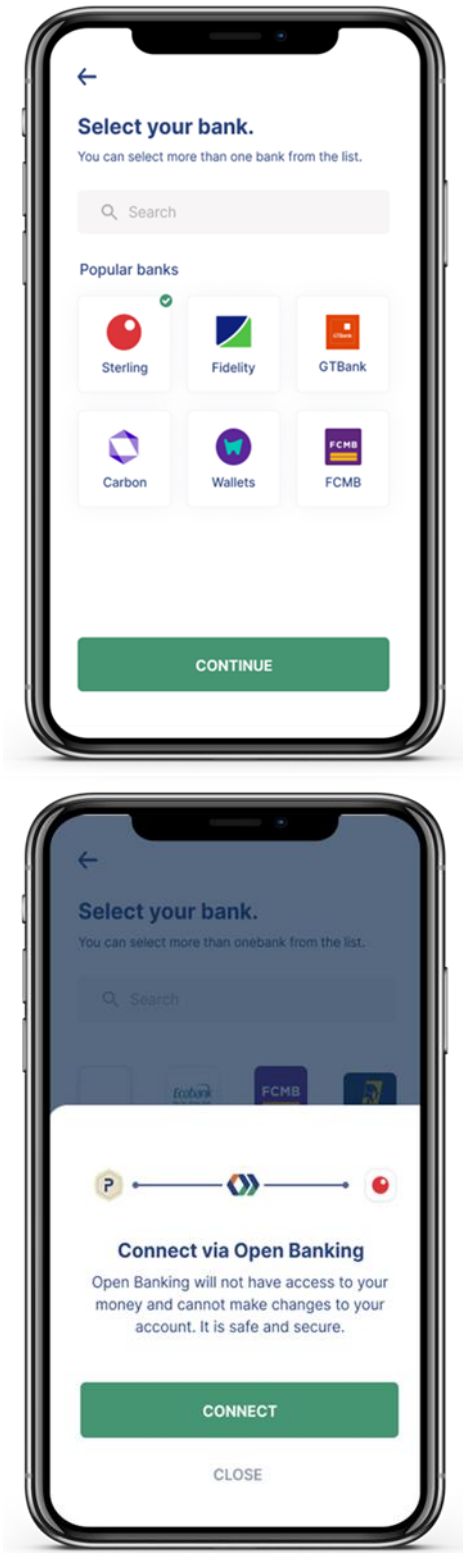 Select your bank.
You can select more than one bank from the list.
Search
Popular banks
Sterling
Fidelity
GTBank
GTBank
Carbon
Wallets
FCMB
FCMB
CONTINUE
Select your bank.
You can select more than onebank from the list.
Search
Ecobank
FCMB
P
Connect via Open Banking
Open Banking will not have access to your
money and cannot make changes to your
account. It is safe and secure.
CONNECT
CLOSE